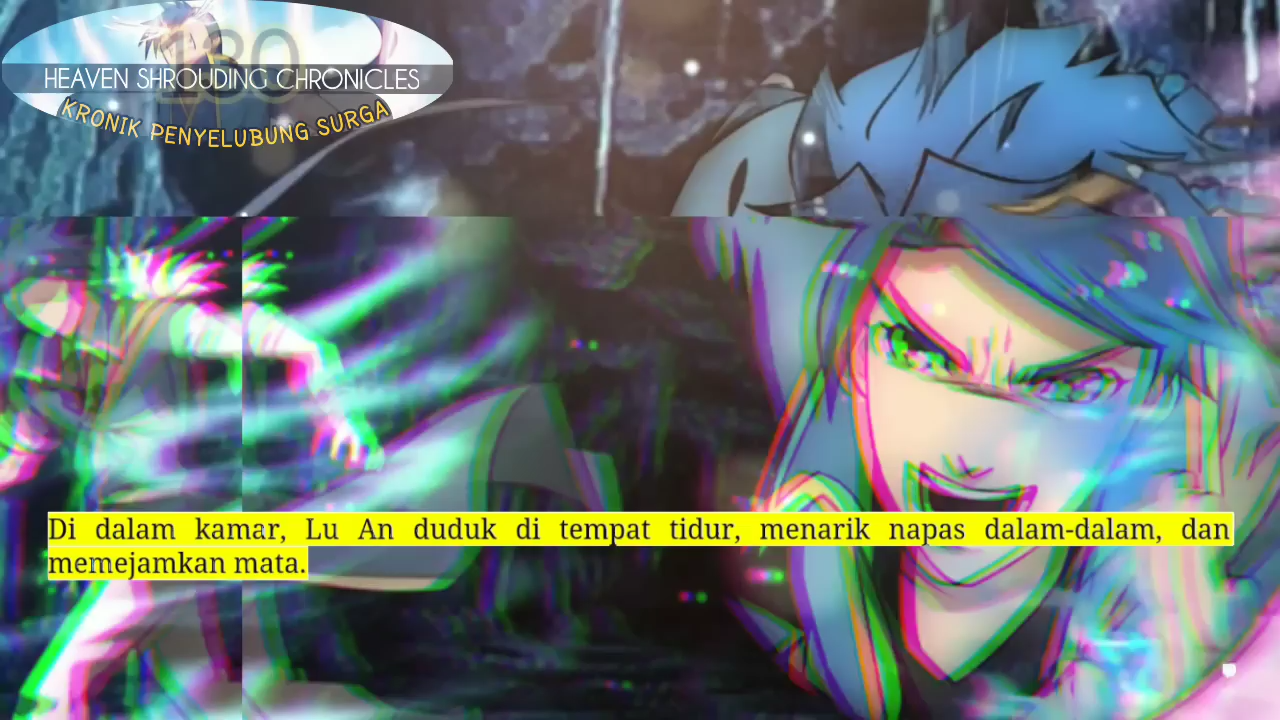 180
HEAVEN SHROUDING CHRONICLES
KRONIK PENYELUBUNG SURGA
Di dalam kamar, Lu An duduk di tempat tidur, menarik napas dalam-dalam, dan
memejamkan mata.